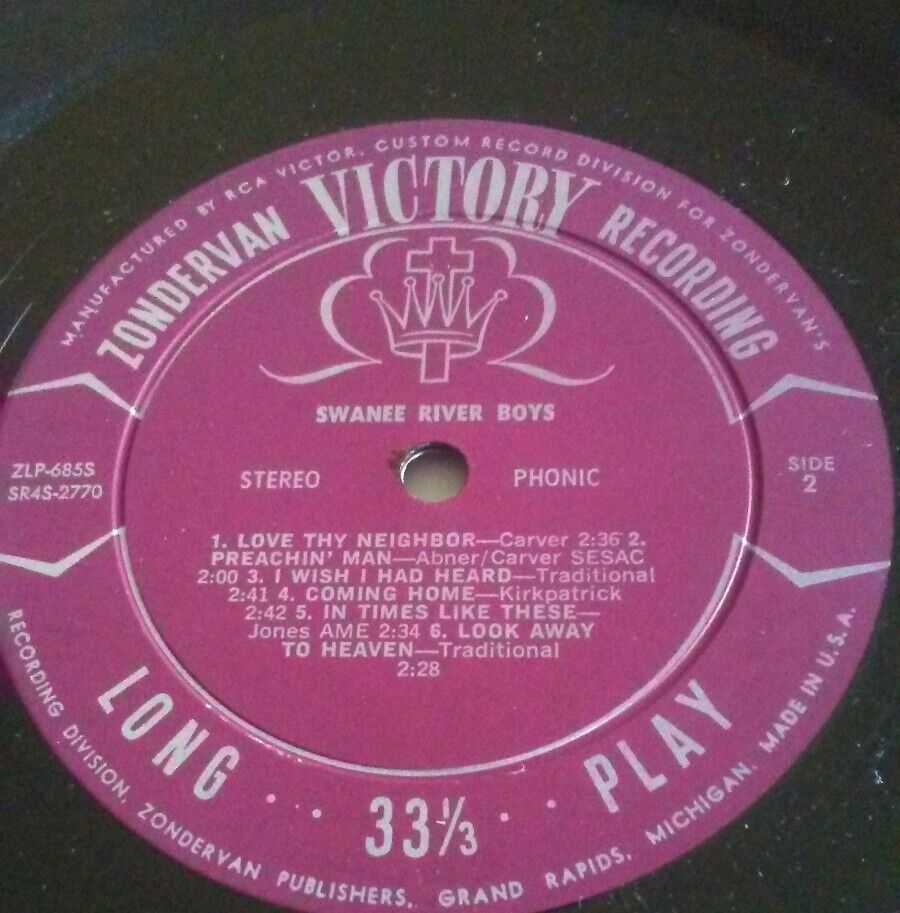 MANUFACTURED BY RCA VICTOR, CUSTOM RECORD DIVISION FOR ZONDERVAN'S
ZONDERVAN VICTORY RECORDING
SWANEE RIVER BOYS
ZLP-685S
SR4S-2770
STEREO PHONIC
SIDE
2
1. LOVE THY NEIGHBOR—Carver 2:36 2.
PREACHIN' MAN—Abner/Carver SESAC
2:00 3. I WISH I HAD HEARD—Traditional
2:41 4. COMING HOME—Kirkpatrick
2:42 5. IN TIMES LIKE THESE—
Jones AME 2:34 6. LOOK AWAY
TO HEAVEN—Traditional
2:28
LONG · · 33⅓ · · PLAY
RECORDING DIVISION, ZONDERVAN PUBLISHERS, GRAND RAPIDS, MICHIGAN. MADE IN U.S.A.